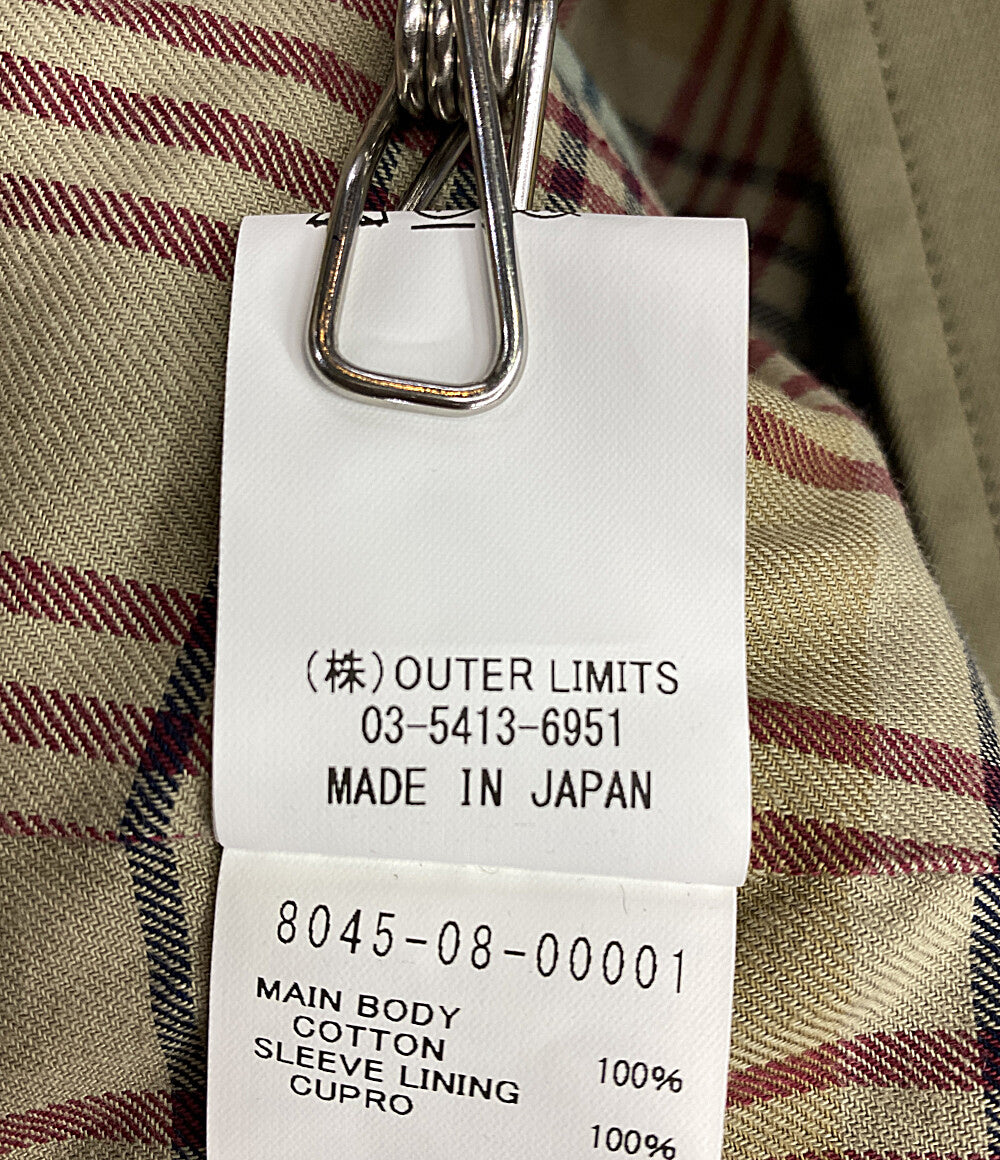 (株)OUTER LIMITS
03-5413-6951
MADE IN JAPAN
8045-08-00001
MAIN BODY
COTTON 100%
SLEEVE LINING
CUPRO 100%